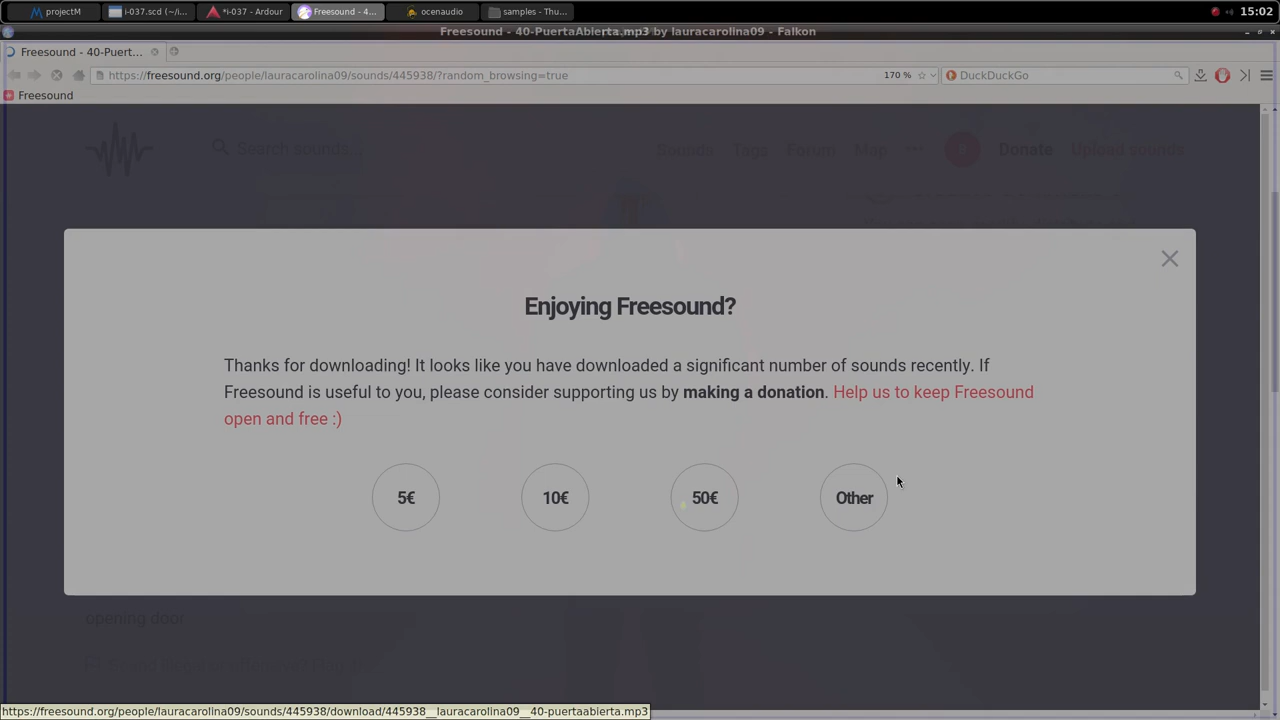 projectM
i-037.scd (~/i...
*i-037 - Ardour
Freesound - 4...
ocenaudio
samples - Thu...
15:02
Freesound - 40-PuertaAbierta.mp3 by lauracarolina09 - Falkon
Freesound - 40-Puert...
https://freesound.org/people/lauracarolina09/sounds/445938/?random_browsing=true
170 %
DuckDuckGo
Freesound
Search sounds...
Sounds
Tags
Forum
Map
Donate
Upload sounds
Enjoying Freesound?
Thanks for downloading! It looks like you have downloaded a significant number of sounds recently. If
Freesound is useful to you, please consider supporting us by making a donation. Help us to keep Freesound
open and free :)
5€
10€
50€
Other
opening door
https://freesound.org/people/lauracarolina09/sounds/445938/download/445938__lauracarolina09__40-puertaabierta.mp3